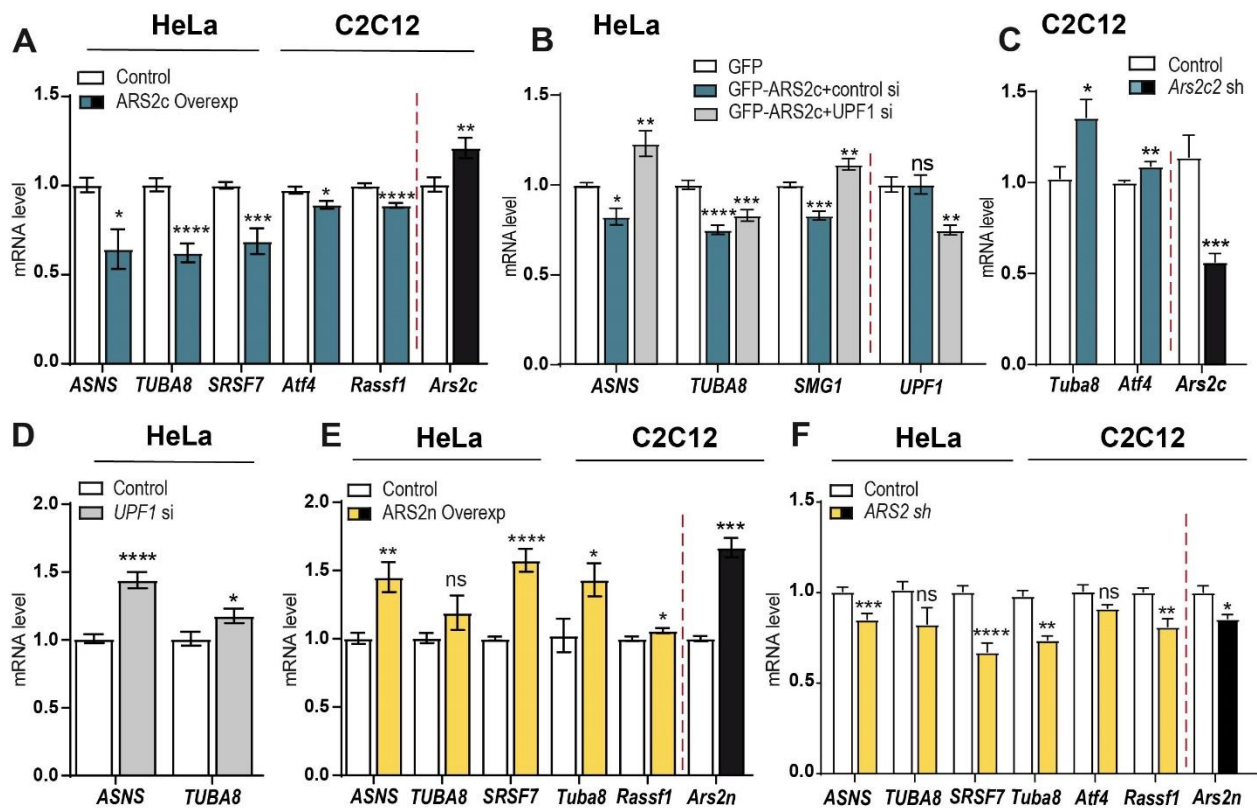 A HeLa C2C12
Control
ARS2c Overexp
mRNA level
1.5
1.0
0.5
0.0
* **** *** * **** **
ASNS TUBA8 SRSF7 Atf4 Rassf1 Ars2c
B HeLa
GFP
GFP-ARS2c+control si
GFP-ARS2c+UPF1 si
mRNA level
1.5
1.0
0.5
0.0
* ** **** *** *** ** ns **
ASNS TUBA8 SMG1 UPF1
C C2C12
Control
Ars2c2 sh
mRNA level
1.5
1.0
0.5
0.0
* ** ***
Tuba8 Atf4 Ars2c
D HeLa
Control
UPF1 si
mRNA level
2.0
1.5
1.0
0.5
0.0
**** *
ASNS TUBA8
E HeLa C2C12
Control
ARS2n Overexp
mRNA level
2.0
1.5
1.0
0.5
0.0
** ns **** * * ***
ASNS TUBA8 SRSF7 Tuba8 Rassf1 Ars2n
F HeLa C2C12
Control
ARS2 sh
mRNA level
1.5
1.0
0.5
0.0
*** ns **** ** ns ** *
ASNS TUBA8 SRSF7 Tuba8 Atf4 Rassf1 Ars2n